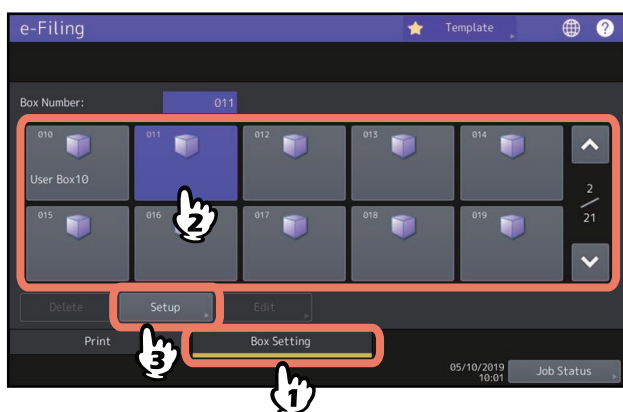 e-Filing
Template
?
Box Number: 011
010 011 012 013 014
User Box10
2
21
015 016 017 018 019
2
Delete Setup Edit
Print Box Setting
3
1
05/10/2019
10:01
Job Status